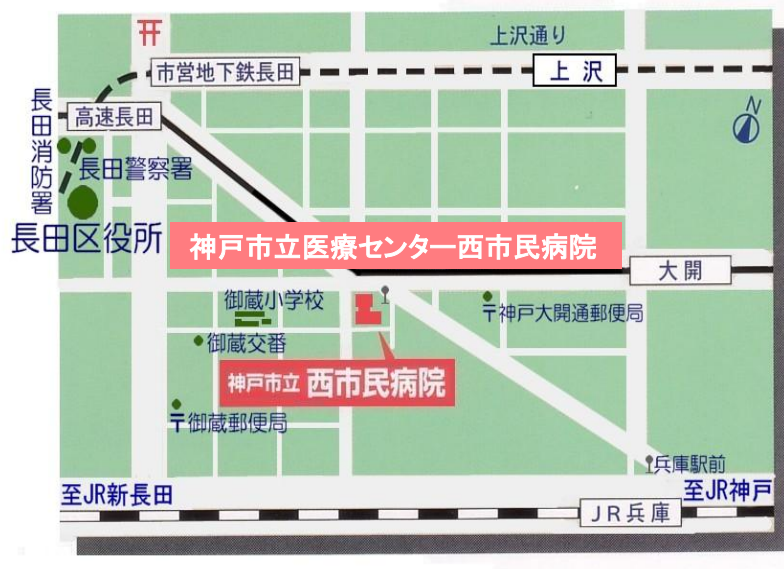 上沢通り
市営地下鉄長田
上沢
高速長田
N
長田消防署
長田警察署
長田区役所
神戸市立医療センター西市民病院
大開
御蔵小学校
〒神戸大開通郵便局
御蔵交番
神戸市立 西市民病院
〒御蔵郵便局
兵庫駅前
至JR新長田
至JR神戸
JR兵庫